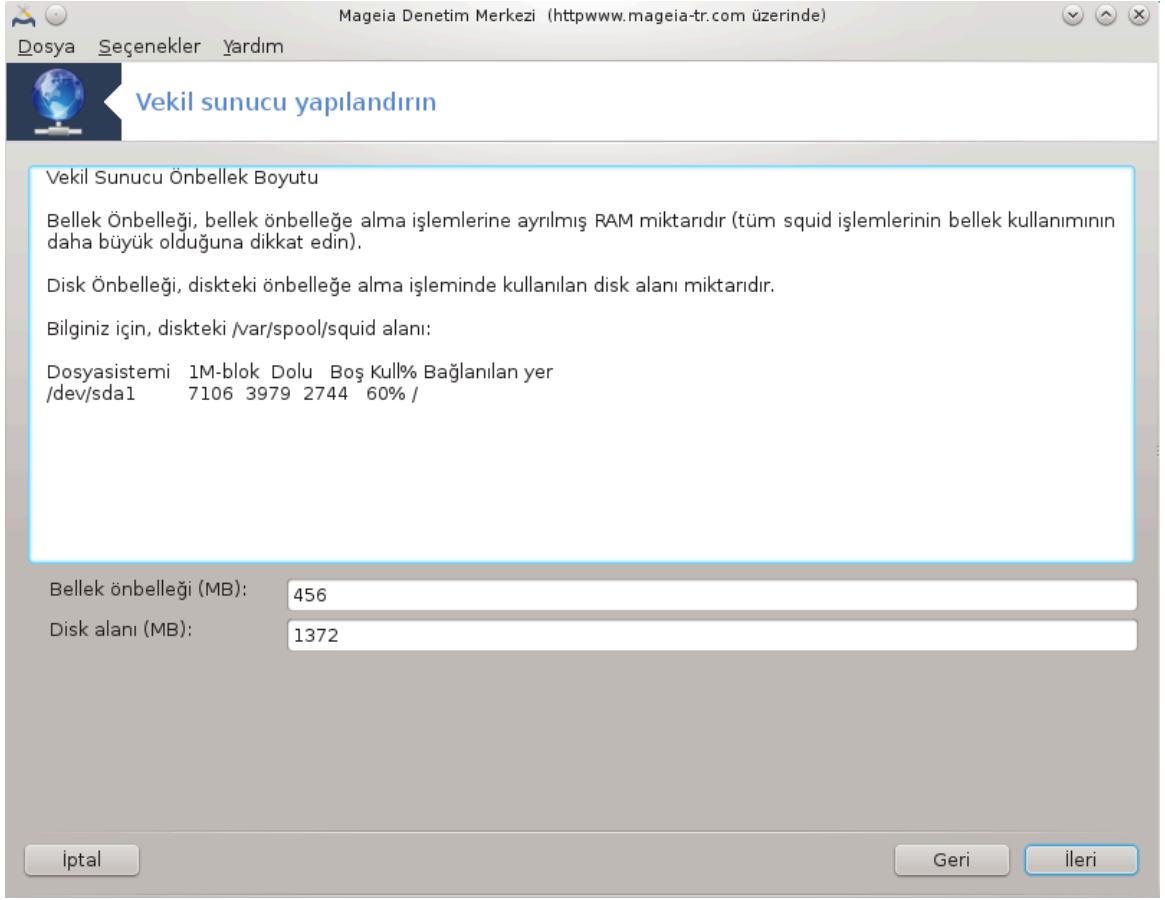 Mageia Denetim Merkezi (httpwww.mageia-tr.com üzerinde)
Dosya Seçenekler Yardım
Vekil sunucu yapılandırın
Vekil Sunucu Önbellek Boyutu
Bellek Önbelleği, bellek önbelleğe alma işlemlerine ayrılmış RAM miktarıdır (tüm squid işlemlerinin bellek kullanımının
daha büyük olduğuna dikkat edin).
Disk Önbelleği, diskteki önbelleğe alma işleminde kullanılan disk alanı miktarıdır.
Bilginiz için, diskteki /var/spool/squid alanı:
Dosyasistemi 1M-blok Dolu Boş Kull% Bağlanılan yer
/dev/sda1 7106 3979 2744 60% /
Bellek önbelleği (MB): 456
Disk alanı (MB): 1372
İptal Geri İleri